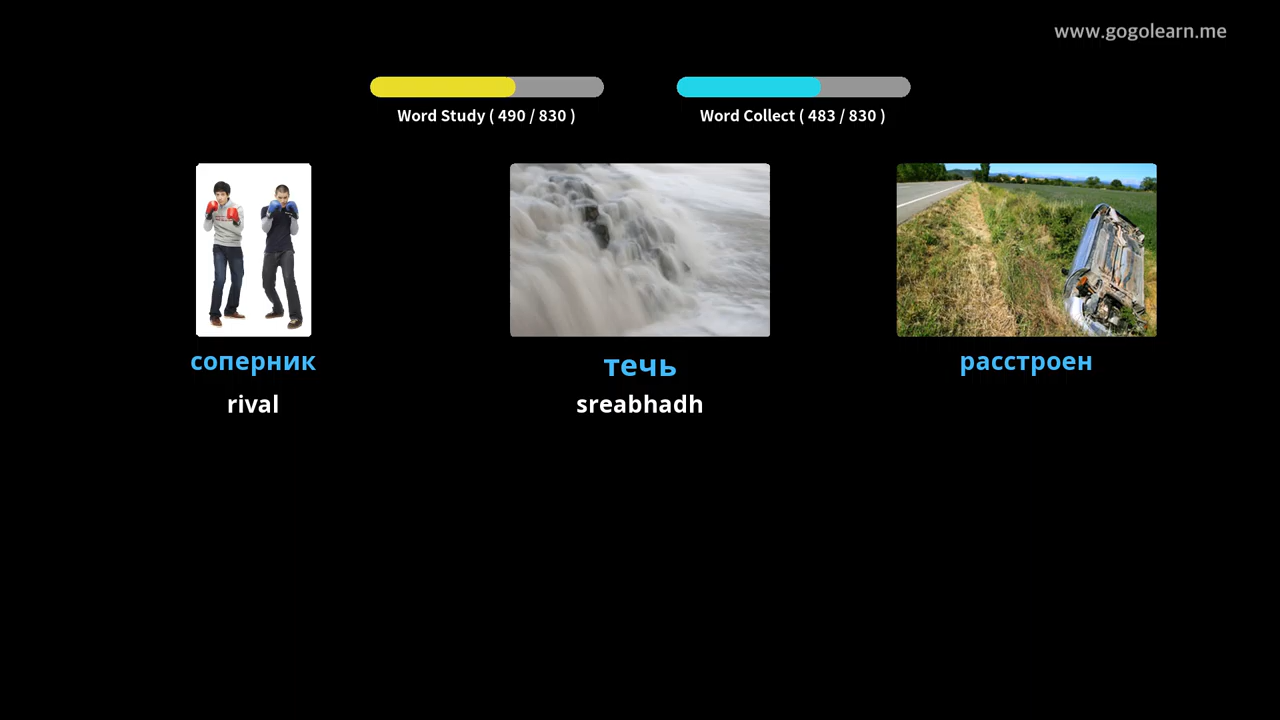 www.gogolearn.me
Word Study ( 490 / 830 )
Word Collect ( 483 / 830 )
соперник
течь
расстроен
rival
sreabhadh